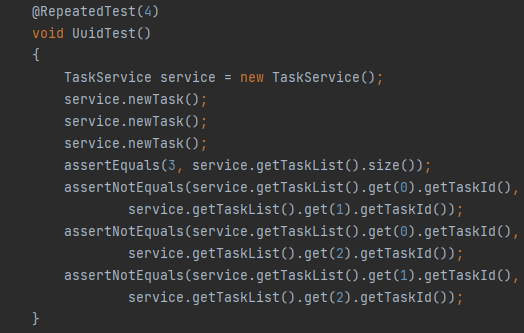 @RepeatedTest(4)
void UuidTest()
{
TaskService service = new TaskService();
service.newTask();
service.newTask();
service.newTask();
assertEquals(3, service.getTaskList().size());
assertNotEquals(service.getTaskList().get(0).getTaskId(),
service.getTaskList().get(1).getTaskId());
assertNotEquals(service.getTaskList().get(0).getTaskId(),
service.getTaskList().get(2).getTaskId());
assertNotEquals(service.getTaskList().get(1).getTaskId(),
service.getTaskList().get(2).getTaskId());
}